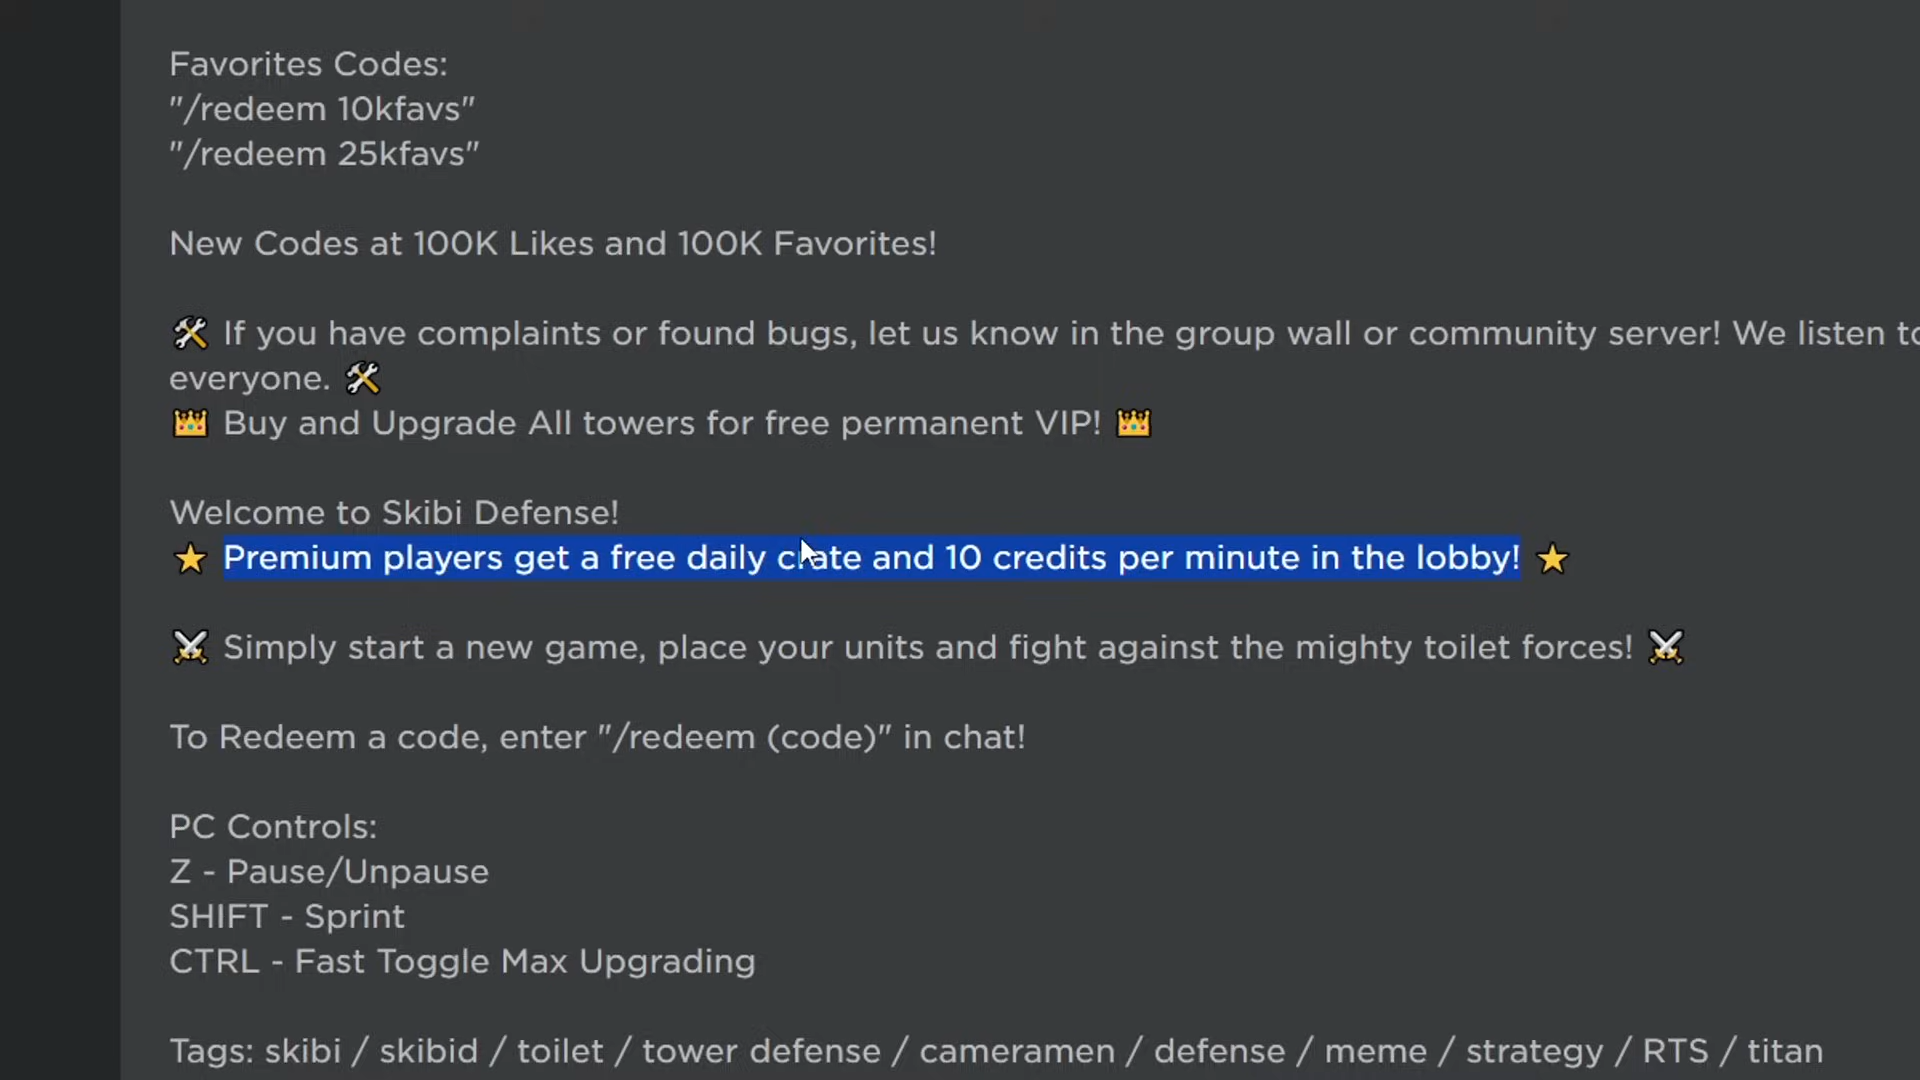 Favorites Codes:
"/redeem 10kfavs"
"/redeem 25kfavs"
New Codes at 100K Likes and 100K Favorites!
🛠 If you have complaints or found bugs, let us know in the group wall or community server! We listen to
everyone. 🛠
👑 Buy and Upgrade All towers for free permanent VIP! 👑
Welcome to Skibi Defense!
⭐ Premium players get a free daily crate and 10 credits per minute in the lobby! ⭐
⚔ Simply start a new game, place your units and fight against the mighty toilet forces! ⚔
To Redeem a code, enter "/redeem (code)" in chat!
PC Controls:
Z - Pause/Unpause
SHIFT - Sprint
CTRL - Fast Toggle Max Upgrading
Tags: skibi / skibid / toilet / tower defense / cameramen / defense / meme / strategy / RTS / titan